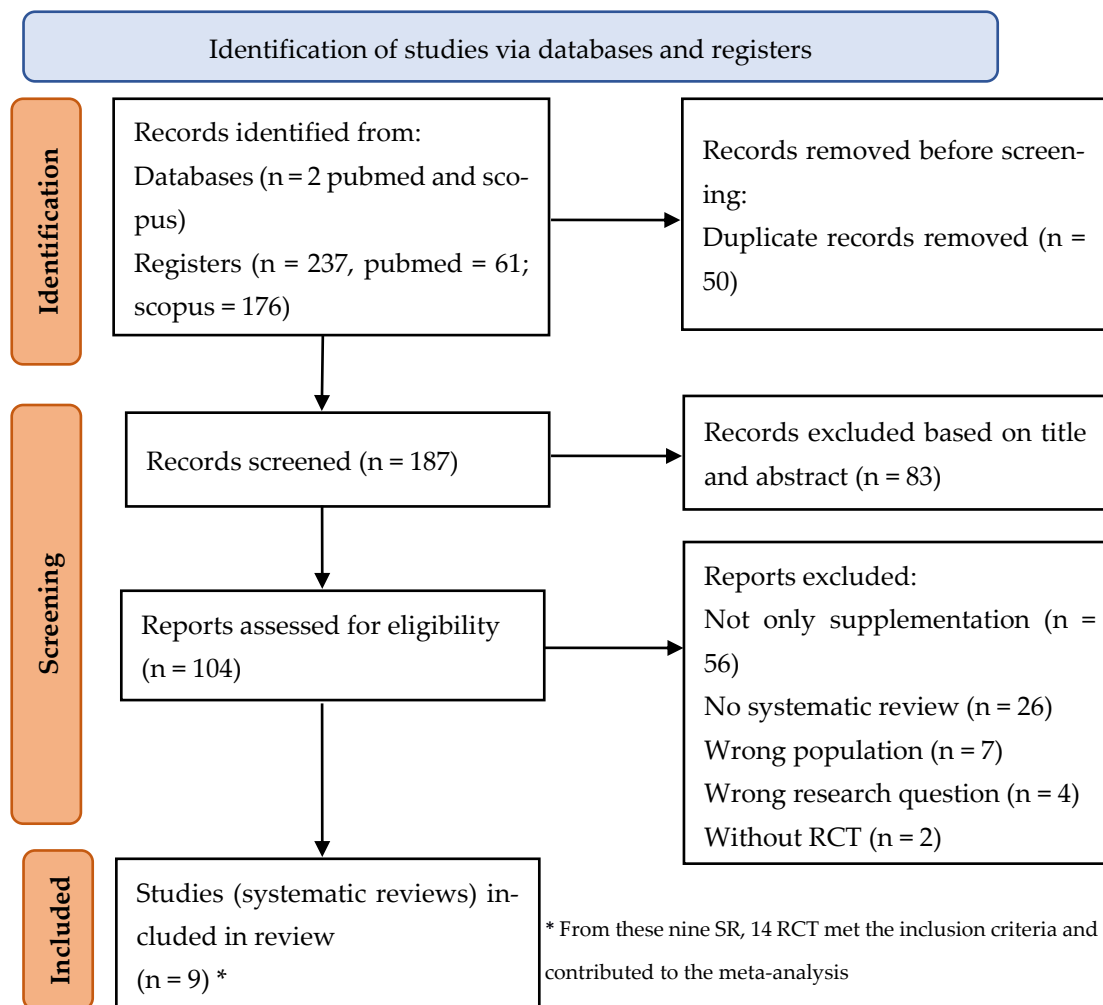 Identification of studies via databases and registers
Identification
Records identified from:
Databases (n = 2 pubmed and sco-
pus)
Registers (n = 237, pubmed = 61;
scopus = 176)
Records removed before screen-
ing:
Duplicate records removed (n =
50)
Screening
Records screened (n = 187)
Records excluded based on title
and abstract (n = 83)
Reports assessed for eligibility
(n = 104)
Reports excluded:
Not only supplementation (n =
56)
No systematic review (n = 26)
Wrong population (n = 7)
Wrong research question (n = 4)
Without RCT (n = 2)
Included
Studies (systematic reviews) in-
cluded in review
(n = 9) *
* From these nine SR, 14 RCT met the inclusion criteria and
contributed to the meta-analysis